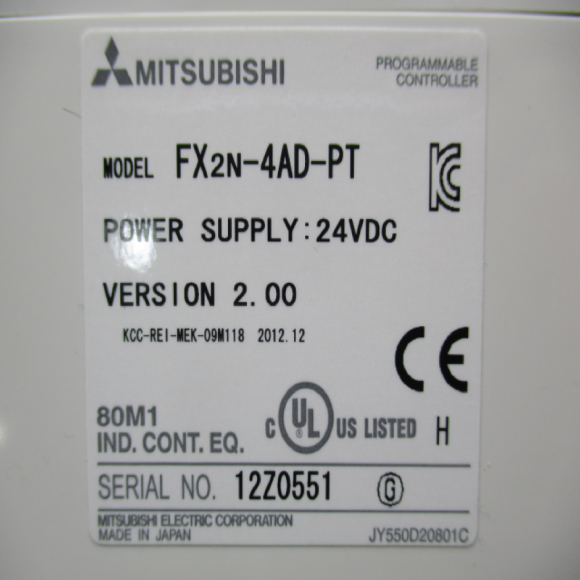 MITSUBISHI
PROGRAMMABLE
CONTROLLER
MODEL FX2N-4AD-PT
POWER SUPPLY:24VDC
VERSION 2.00
KCC-REI-MEK-09M118 2012.12
80M1
IND. CONT. EQ.
C UL US LISTED H
SERIAL NO. 12Z0551 G
MITSUBISHI ELECTRIC CORPORATION
MADE IN JAPAN
JY550D20801C